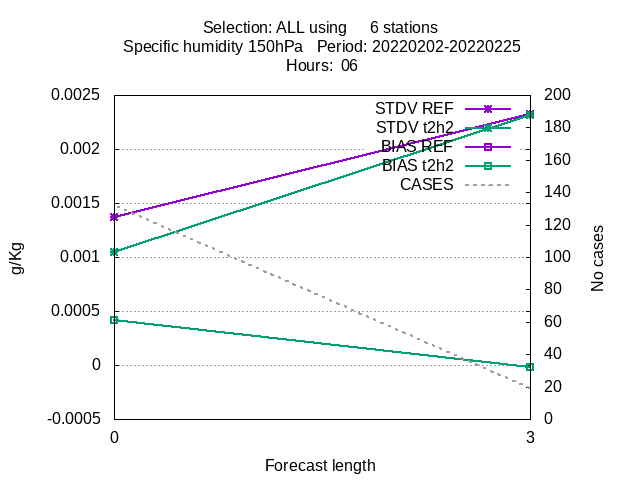 Selection: ALL using 6 stations
Specific humidity 150hPa Period: 20220202-20220225
Hours: 06
0.0025
0.002
0.0015
0.001
0.0005
0
-0.0005
g/Kg
STDV REF
STDV t2h2
BIAS REF
BIAS t2h2
CASES
200
180
160
140
120
100
80
60
40
20
0
No cases
0
3
Forecast length